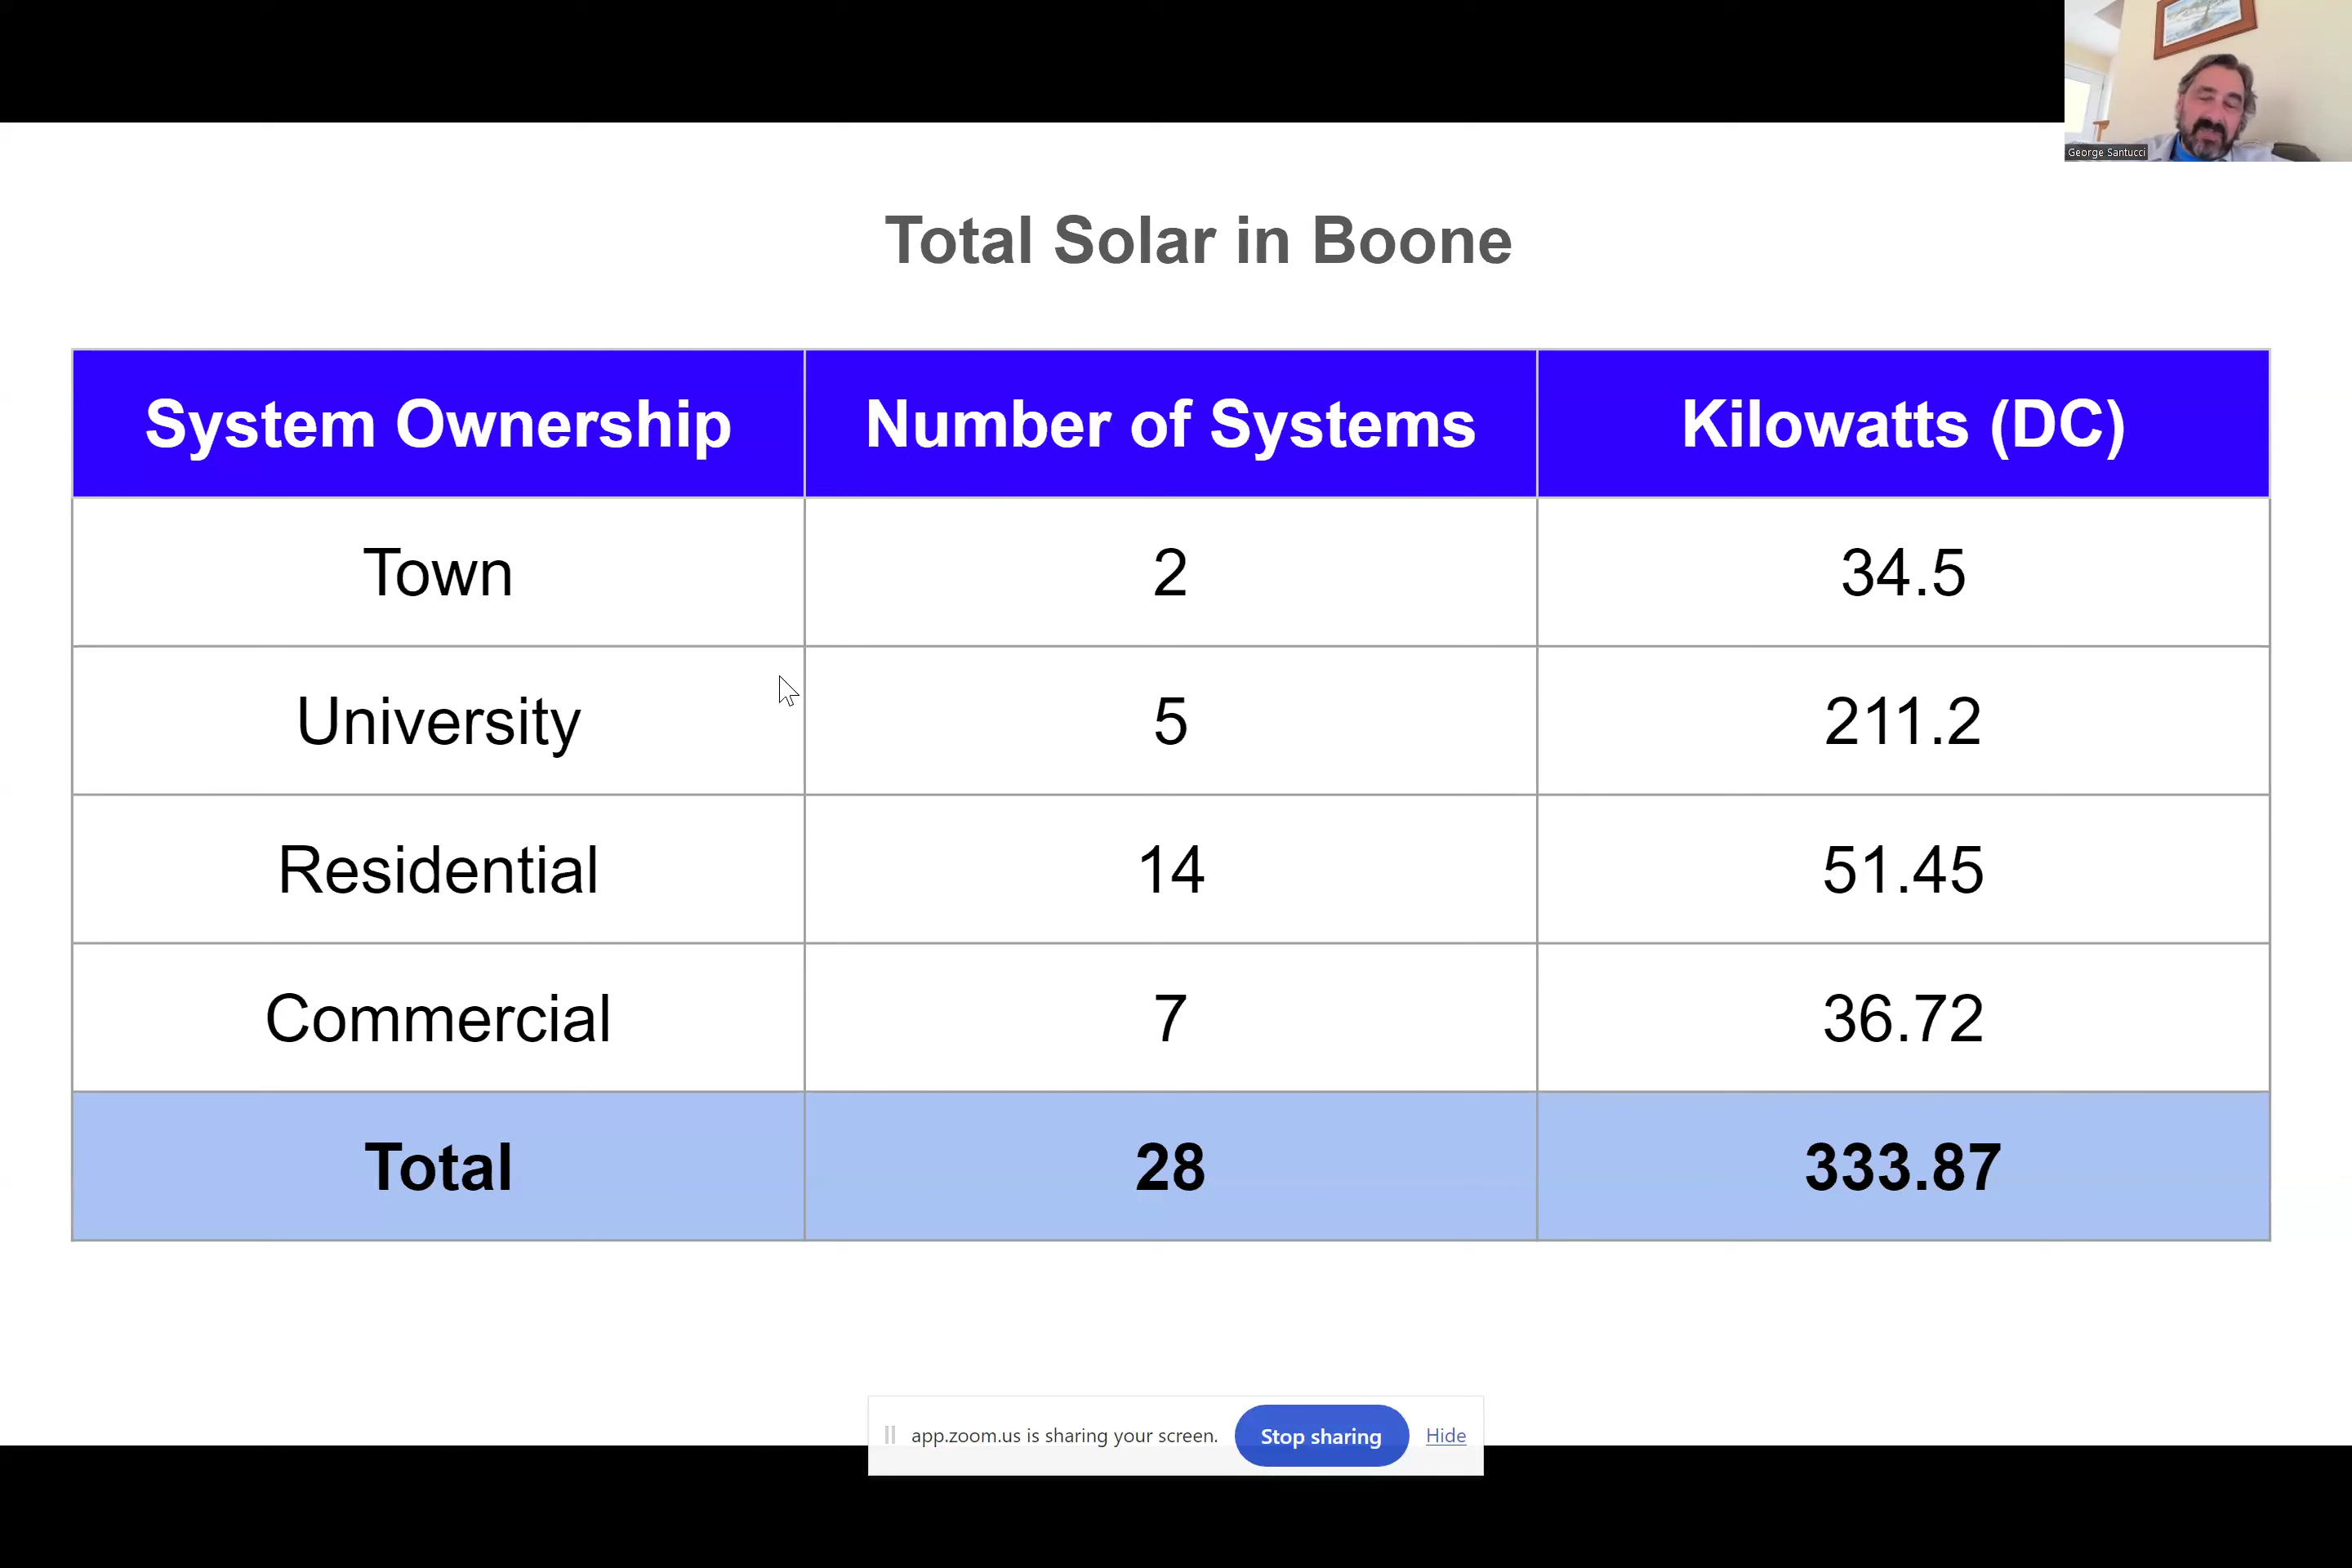 George Santucci
Total Solar in Boone
System Ownership Number of Systems Kilowatts (DC)
Town 2 34.5
University 5 211.2
Residential 14 51.45
Commercial 7 36.72
Total 28 333.87
app.zoom.us is sharing your screen. Stop sharing Hide